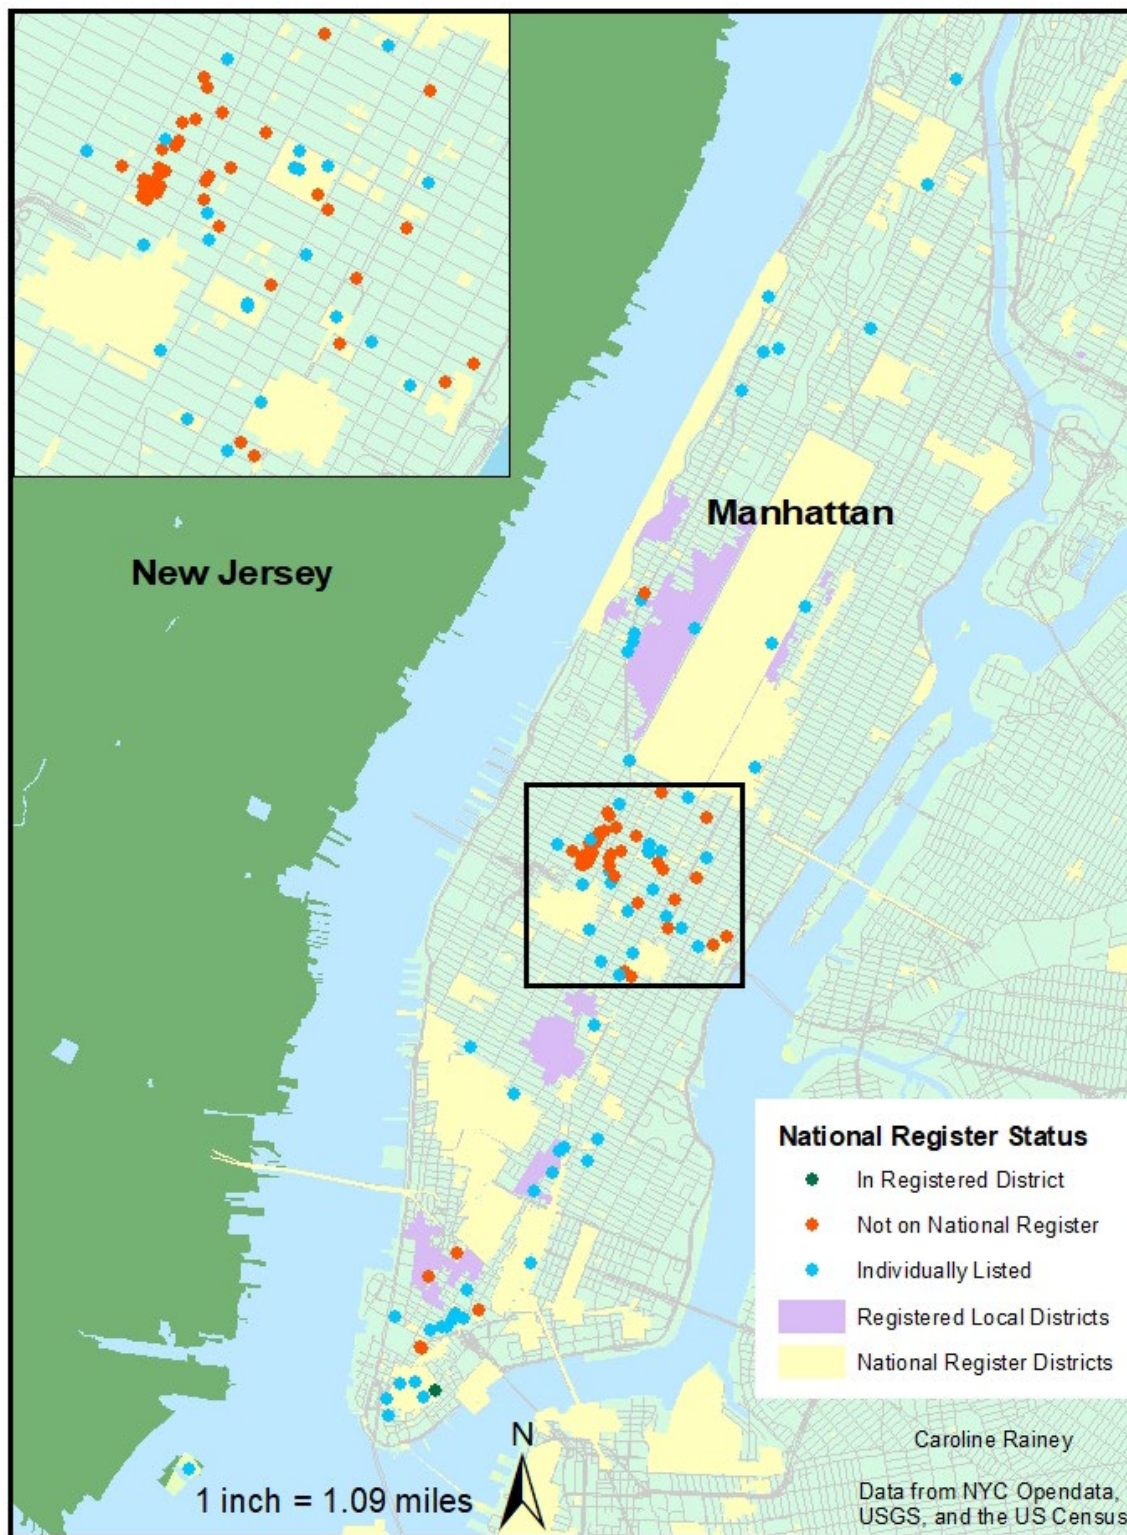 Manhattan
New Jersey
National Register Status
In Registered District
Not on National Register
Individually Listed
Registered Local Districts
National Register Districts
N
1 inch = 1.09 miles
Caroline Rainey
Data from NYC Opendata,
USGS, and the US Census